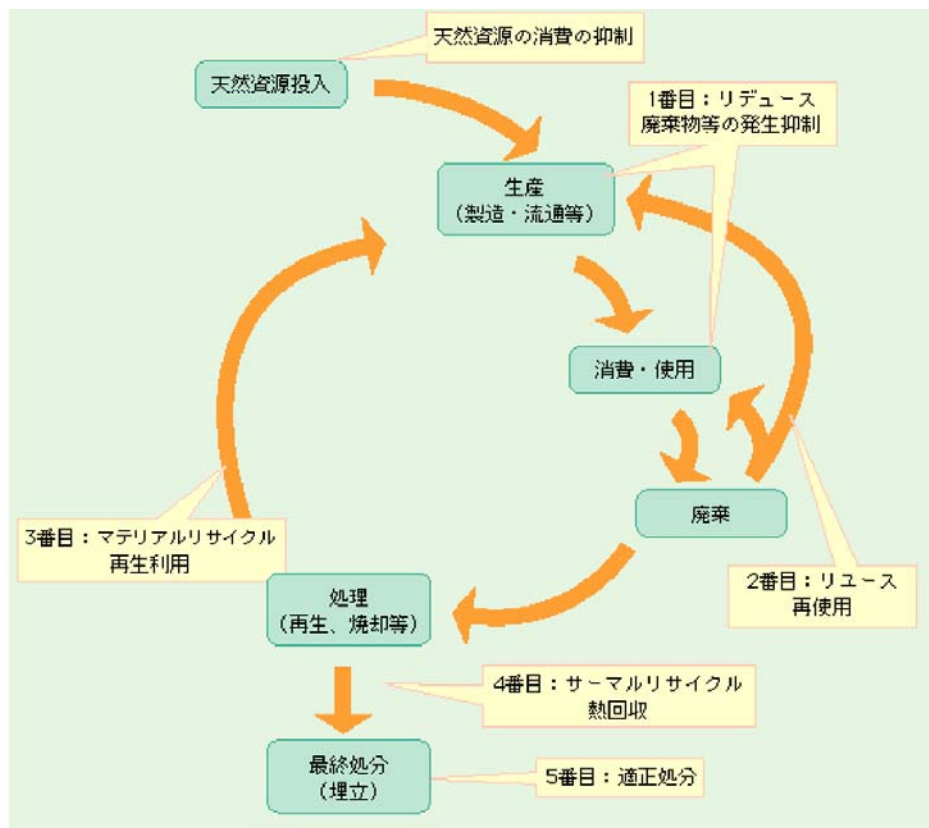 天然資源の消費の抑制
天然資源投入
1番目：リデュース
廃棄物等の発生抑制
生産
（製造・流通等）
消費・使用
廃棄
3番目：マテリアルリサイクル
再生利用
2番目：リユース
再使用
処理
（再生、焼却等）
4番目：サーマルリサイクル
熱回収
最終処分
（埋立）
5番目：適正処分